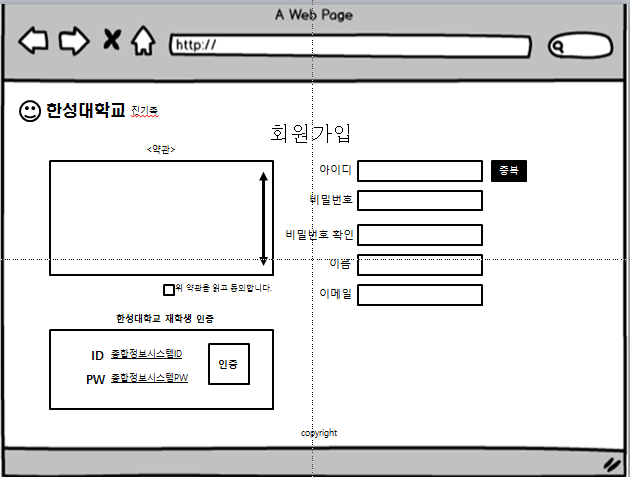 A Web Page
http://
한성대학교 진기족
회원가입
<약관>
위 약관을 읽고 동의합니다.
한성대학교 재학생 인증
ID 종합정보시스템ID
PW 종합정보시스템PW
인증
아이디
중복
비밀번호
비밀번호 확인
이름
이메일
copyright